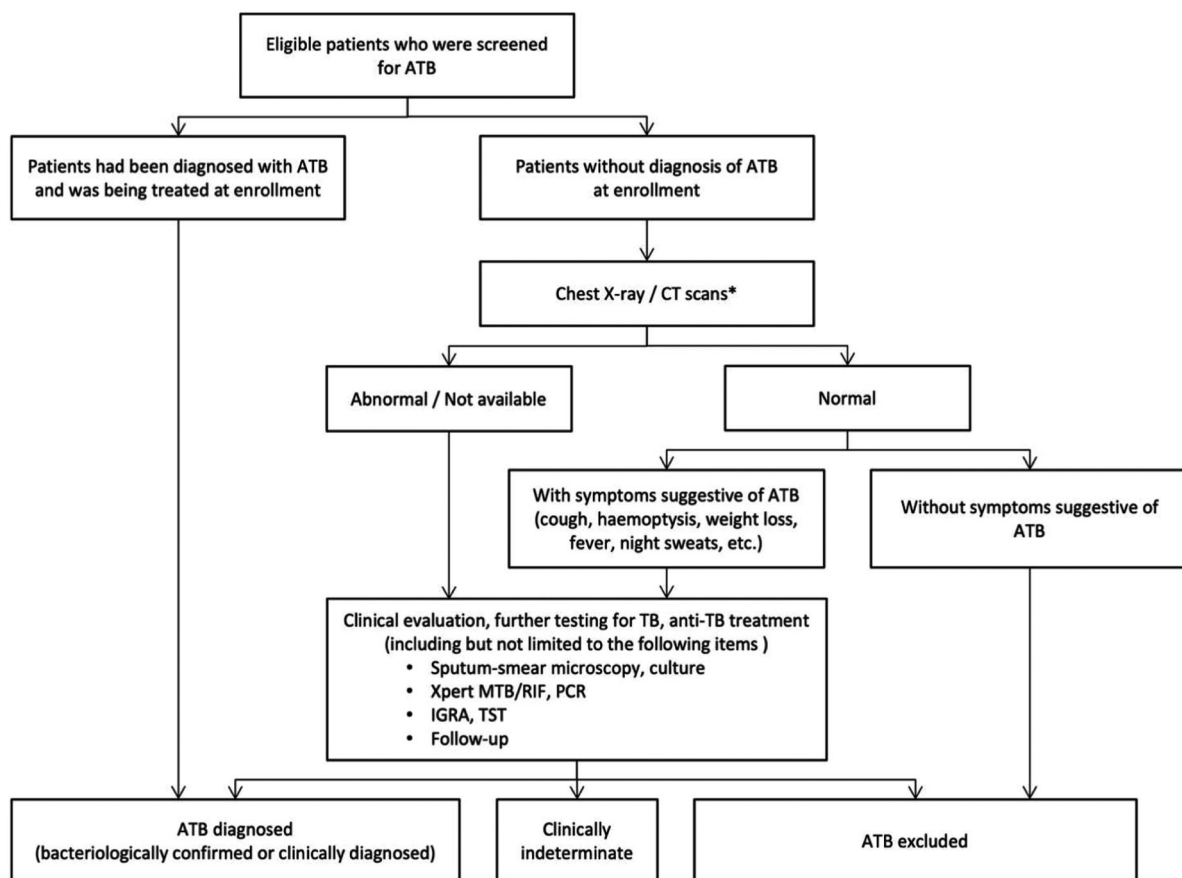 Eligible patients who were screened
for ATB
Patients had been diagnosed with ATB
and was being treated at enrollment
Patients without diagnosis of ATB
at enrollment
Chest X-ray / CT scans*
Abnormal / Not available
Normal
With symptoms suggestive of ATB
(cough, haemoptysis, weight loss,
fever, night sweats, etc.)
Without symptoms suggestive of
ATB
Clinical evaluation, further testing for TB, anti-TB treatment
(including but not limited to the following items )
• Sputum-smear microscopy, culture
• Xpert MTB/RIF, PCR
• IGRA, TST
• Follow-up
ATB diagnosed
(bacteriologically confirmed or clinically diagnosed)
Clinically
indeterminate
ATB excluded